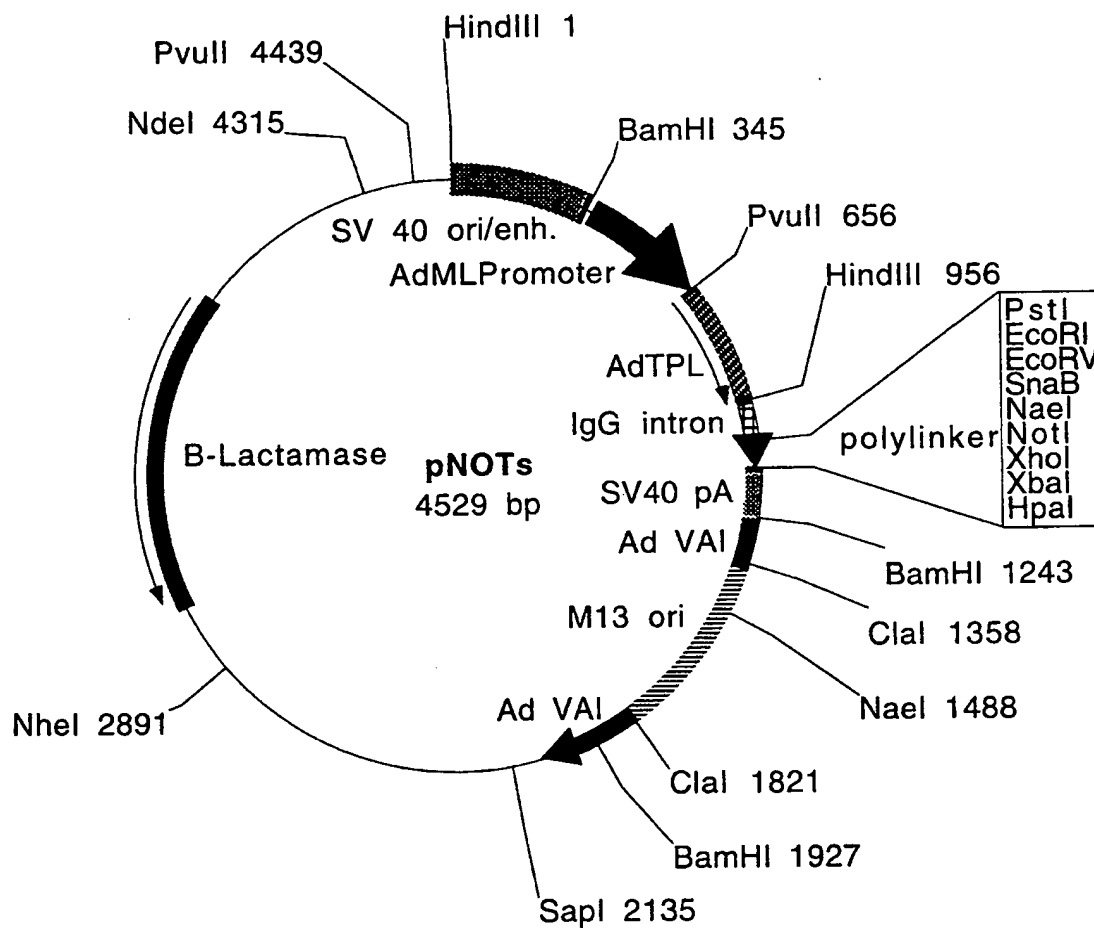 HindIII 1
PvuII 4439
NdeI 4315
BamHI 345
SV 40 ori/enh.
PvuII 656
AdMLPromoter
HindIII 956
PstI
EcoRI
EcoRV
SnaB
NaeI
NotI
XhoI
XbaI
HpaI
AdTPL
IgG intron
polylinker
B-Lactamase
pNOTs
4529 bp
SV40 pA
Ad VAI
BamHI 1243
M13 ori
ClaI 1358
NaeI 1488
NheI 2891
Ad VAI
ClaI 1821
BamHI 1927
SapI 2135